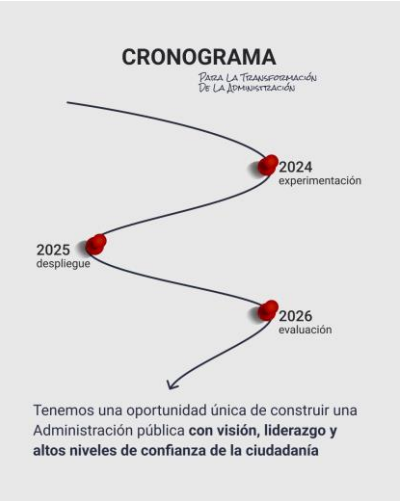 CRONOGRAMA
Para La Transformación
De La Administración
2024
experimentación
2025
despliegue
2026
evaluación
Tenemos una oportunidad única de construir una
Administración pública con visión, liderazgo y
altos niveles de confianza de la ciudadanía